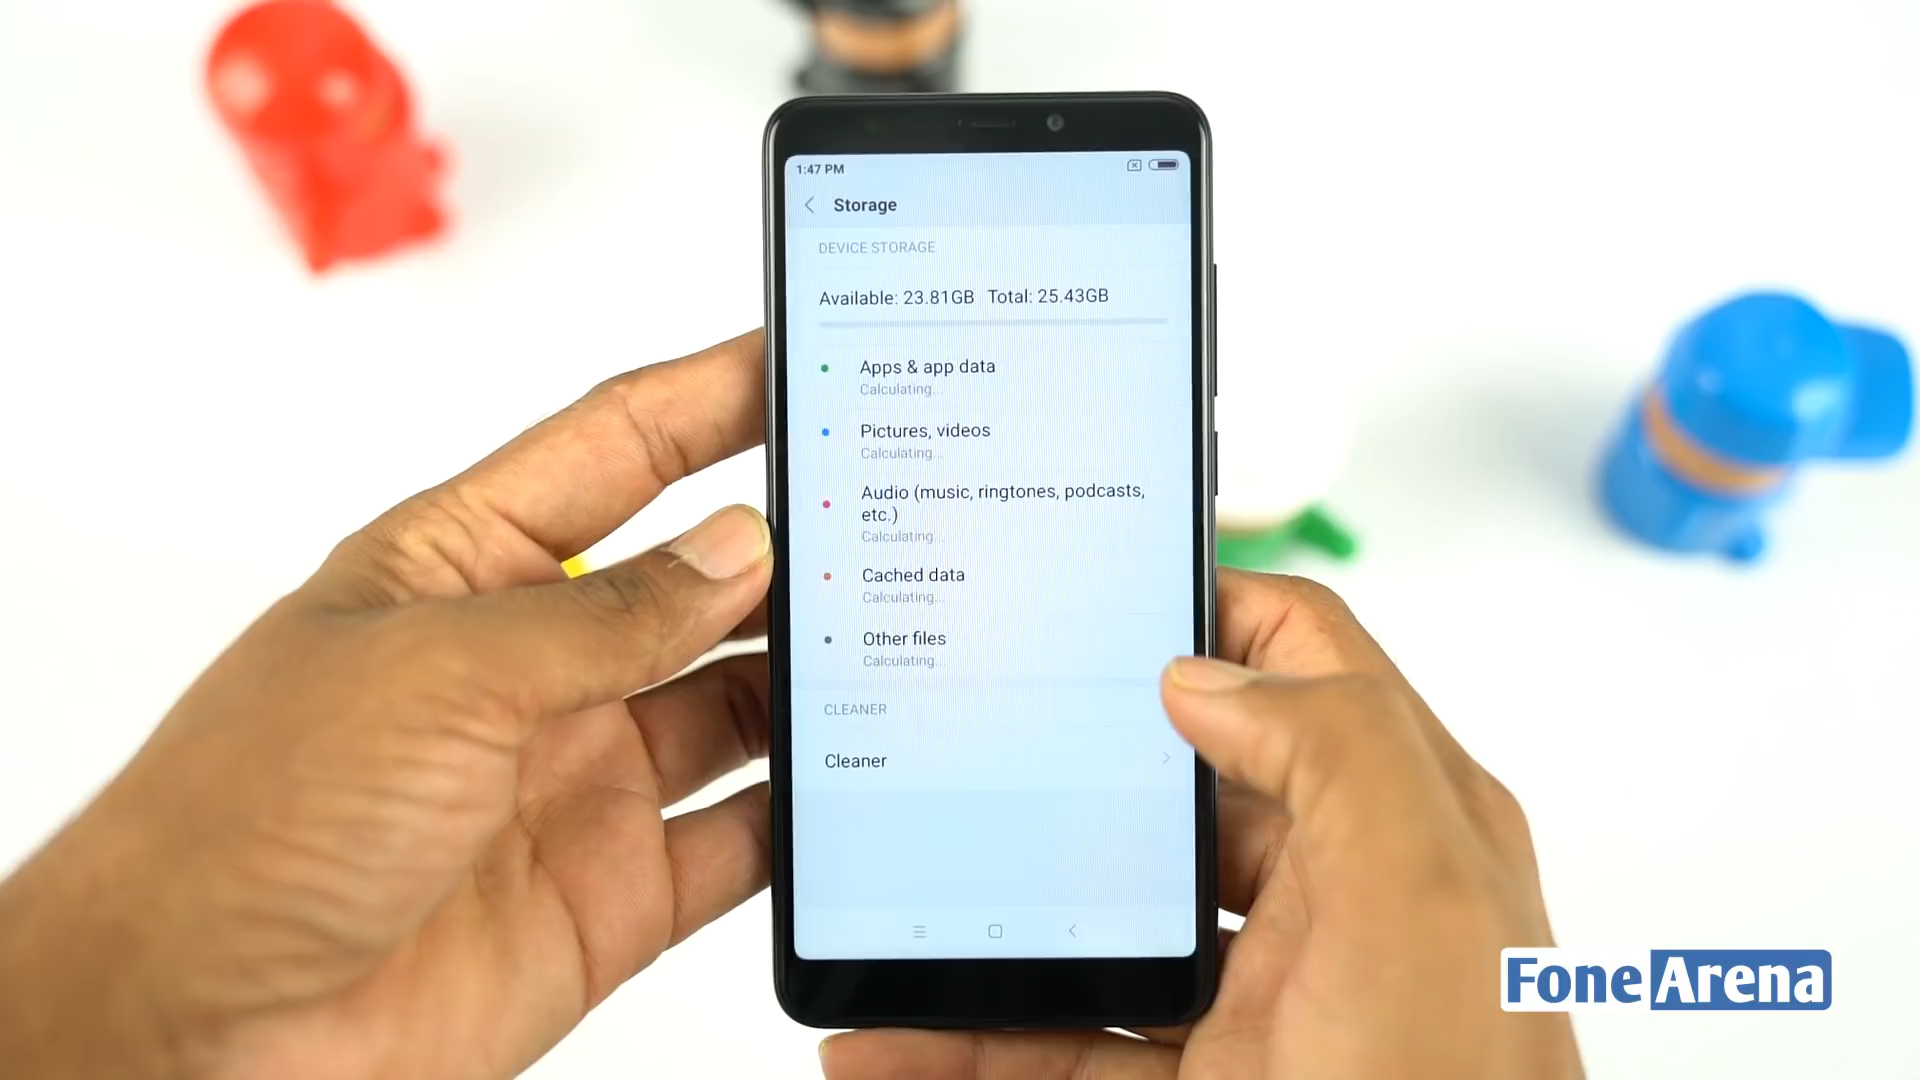 1:47 PM
Storage
DEVICE STORAGE
Available: 23.81GB Total: 25.43GB
Apps & app data
Calculating...
Pictures, videos
Calculating...
Audio (music, ringtones, podcasts,
etc.)
Calculating...
Cached data
Calculating...
Other files
Calculating...
CLEANER
Cleaner
FoneArena